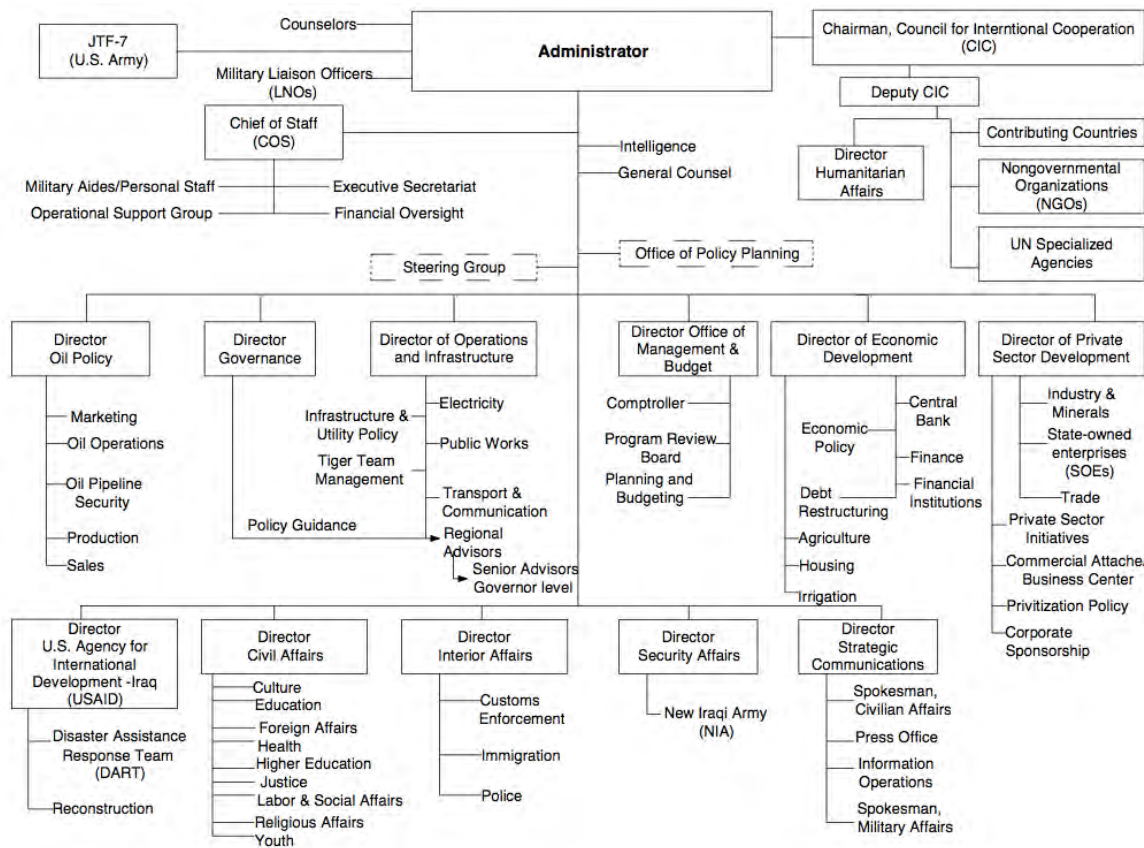 Counselors
JTF-7
(U.S. Army)
Administrator
Chairman, Council for Interntional Cooperation
(CIC)
Military Liaison Officers
(LNOs)
Deputy CIC
Chief of Staff
(COS)
Intelligence
General Counsel
Contributing Countries
Director
Humanitarian
Affairs
Nongovernmental
Organizations
(NGOs)
UN Specialized
Agencies
Military Aides/Personal Staff
Executive Secretariat
Operational Support Group
Financial Oversight
Office of Policy Planning
Steering Group
Director
Oil Policy
Director
Governance
Director of Operations
and Infrastructure
Director Office of
Management &
Budget
Director of Economic
Development
Director of Private
Sector Development
Marketing
Oil Operations
Oil Pipeline
Security
Production
Sales
Policy Guidance
Electricity
Infrastructure &
Utility Policy
Public Works
Tiger Team
Management
Transport &
Communication
Regional
Advisors
Senior Advisors
Governor level
Comptroller
Program Review
Board
Planning and
Budgeting
Central
Bank
Economic
Policy
Finance
Financial
Institutions
Debt
Restructuring
Agriculture
Housing
Irrigation
Industry &
Minerals
State-owned
enterprises
(SOEs)
Trade
Private Sector
Initiatives
Commercial Attache/
Business Center
Privitization Policy
Corporate
Sponsorship
Director
U.S. Agency for
International
Development -Iraq
(USAID)
Director
Civil Affairs
Director
Interior Affairs
Director
Security Affairs
Director
Strategic
Communications
Disaster Assistance
Response Team
(DART)
Reconstruction
Culture
Education
Foreign Affairs
Health
Higher Education
Justice
Labor & Social Affairs
Religious Affairs
Youth
Customs
Enforcement
Immigration
Police
New Iraqi Army
(NIA)
Spokesman,
Civilian Affairs
Press Office
Information
Operations
Spokesman,
Military Affairs